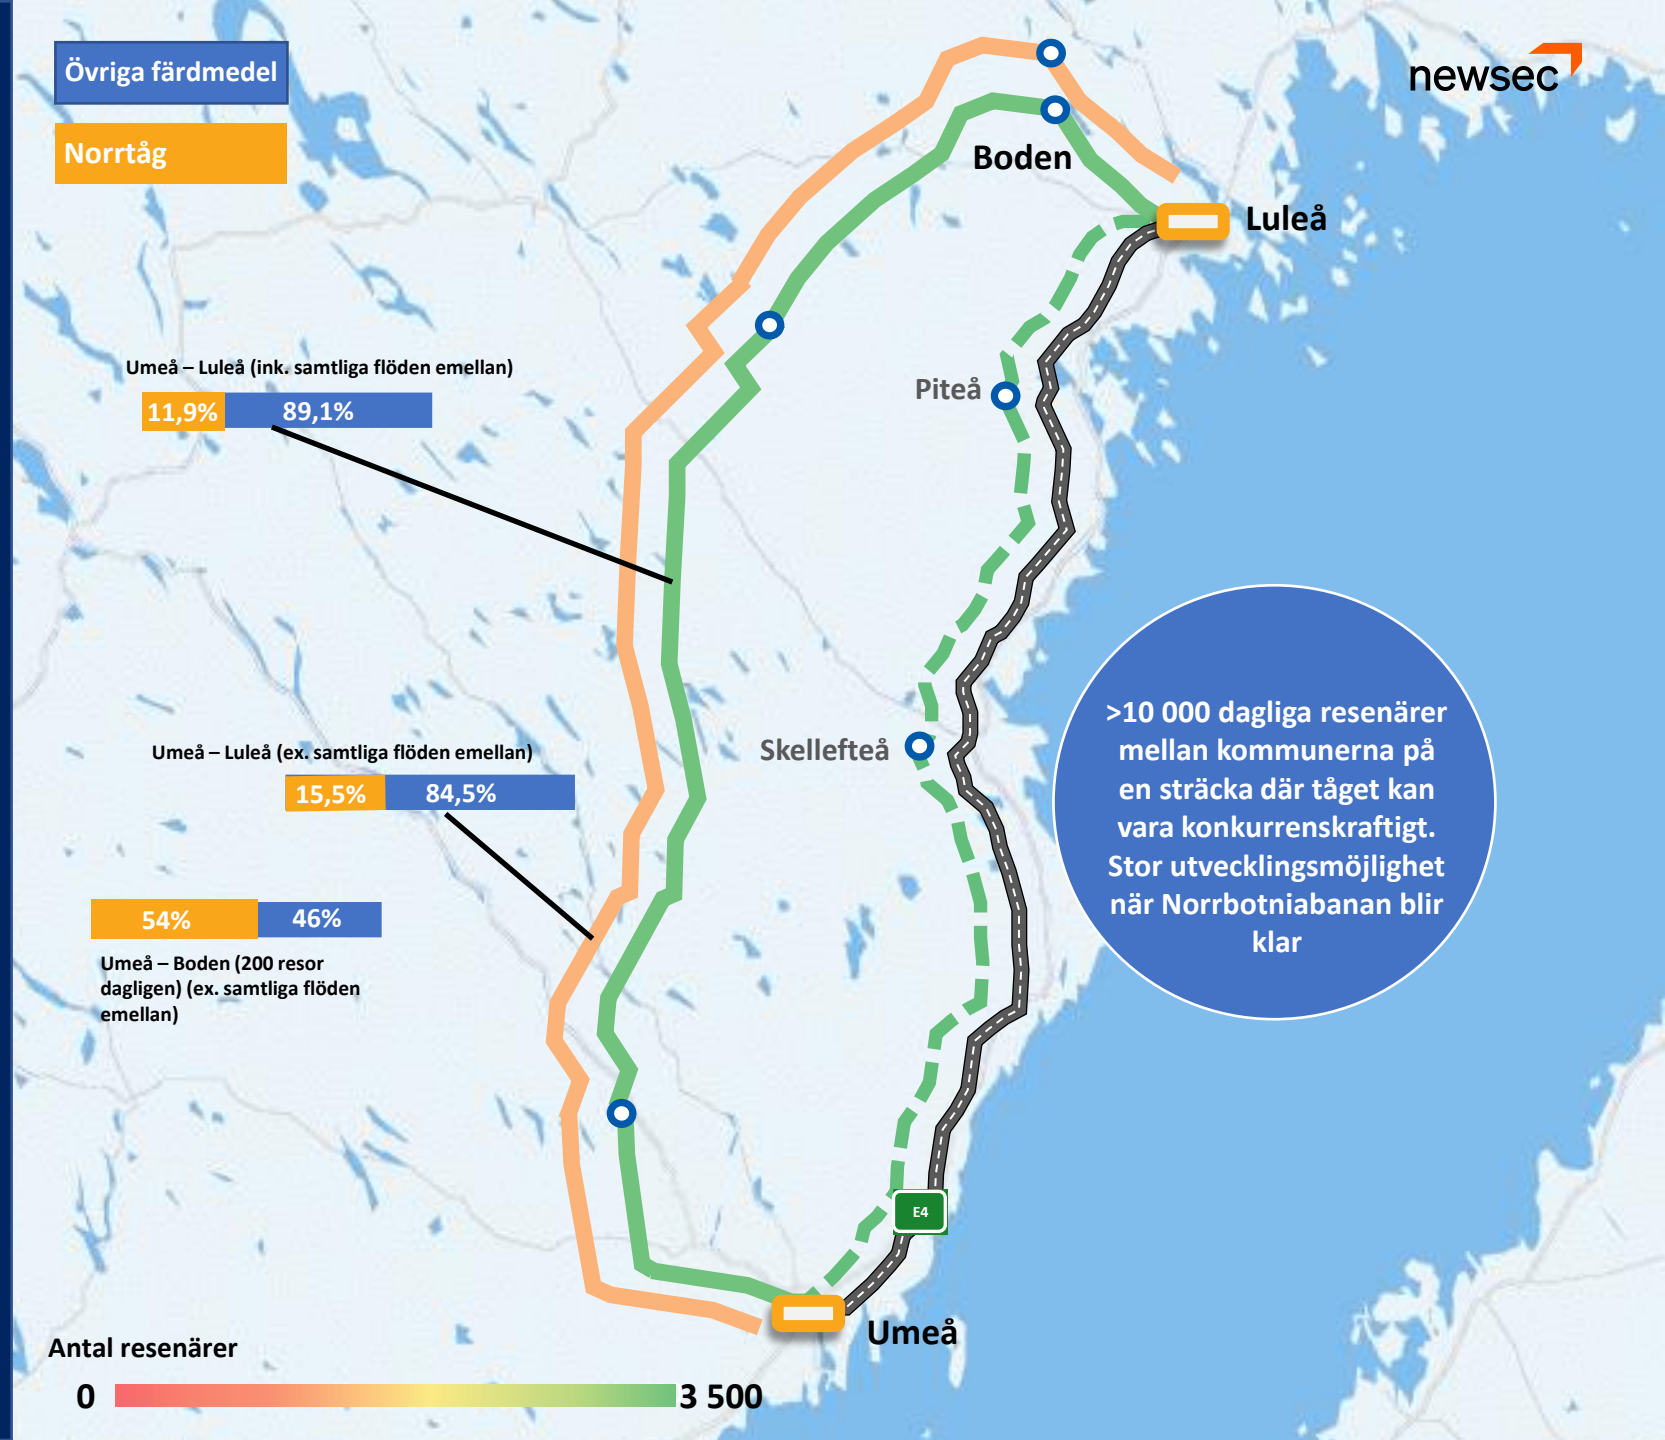 Övriga färdmedel
Norrtåg
newsec
Boden
Luleå
Umeå – Luleå (ink. samtliga flöden emellan)
11,9% 89,1%
Piteå
Skellefteå
Umeå – Luleå (ex. samtliga flöden emellan)
15,5% 84,5%
54% 46%
Umeå – Boden (200 resor
dagligen) (ex. samtliga flöden
emellan)
>10 000 dagliga resenärer
mellan kommunerna på
en sträcka där tåget kan
vara konkurrenskraftigt.
Stor utvecklingsmöjlighet
när Norrbotniabanan blir
klar
E4
Umeå
Antal resenärer
0 3 500